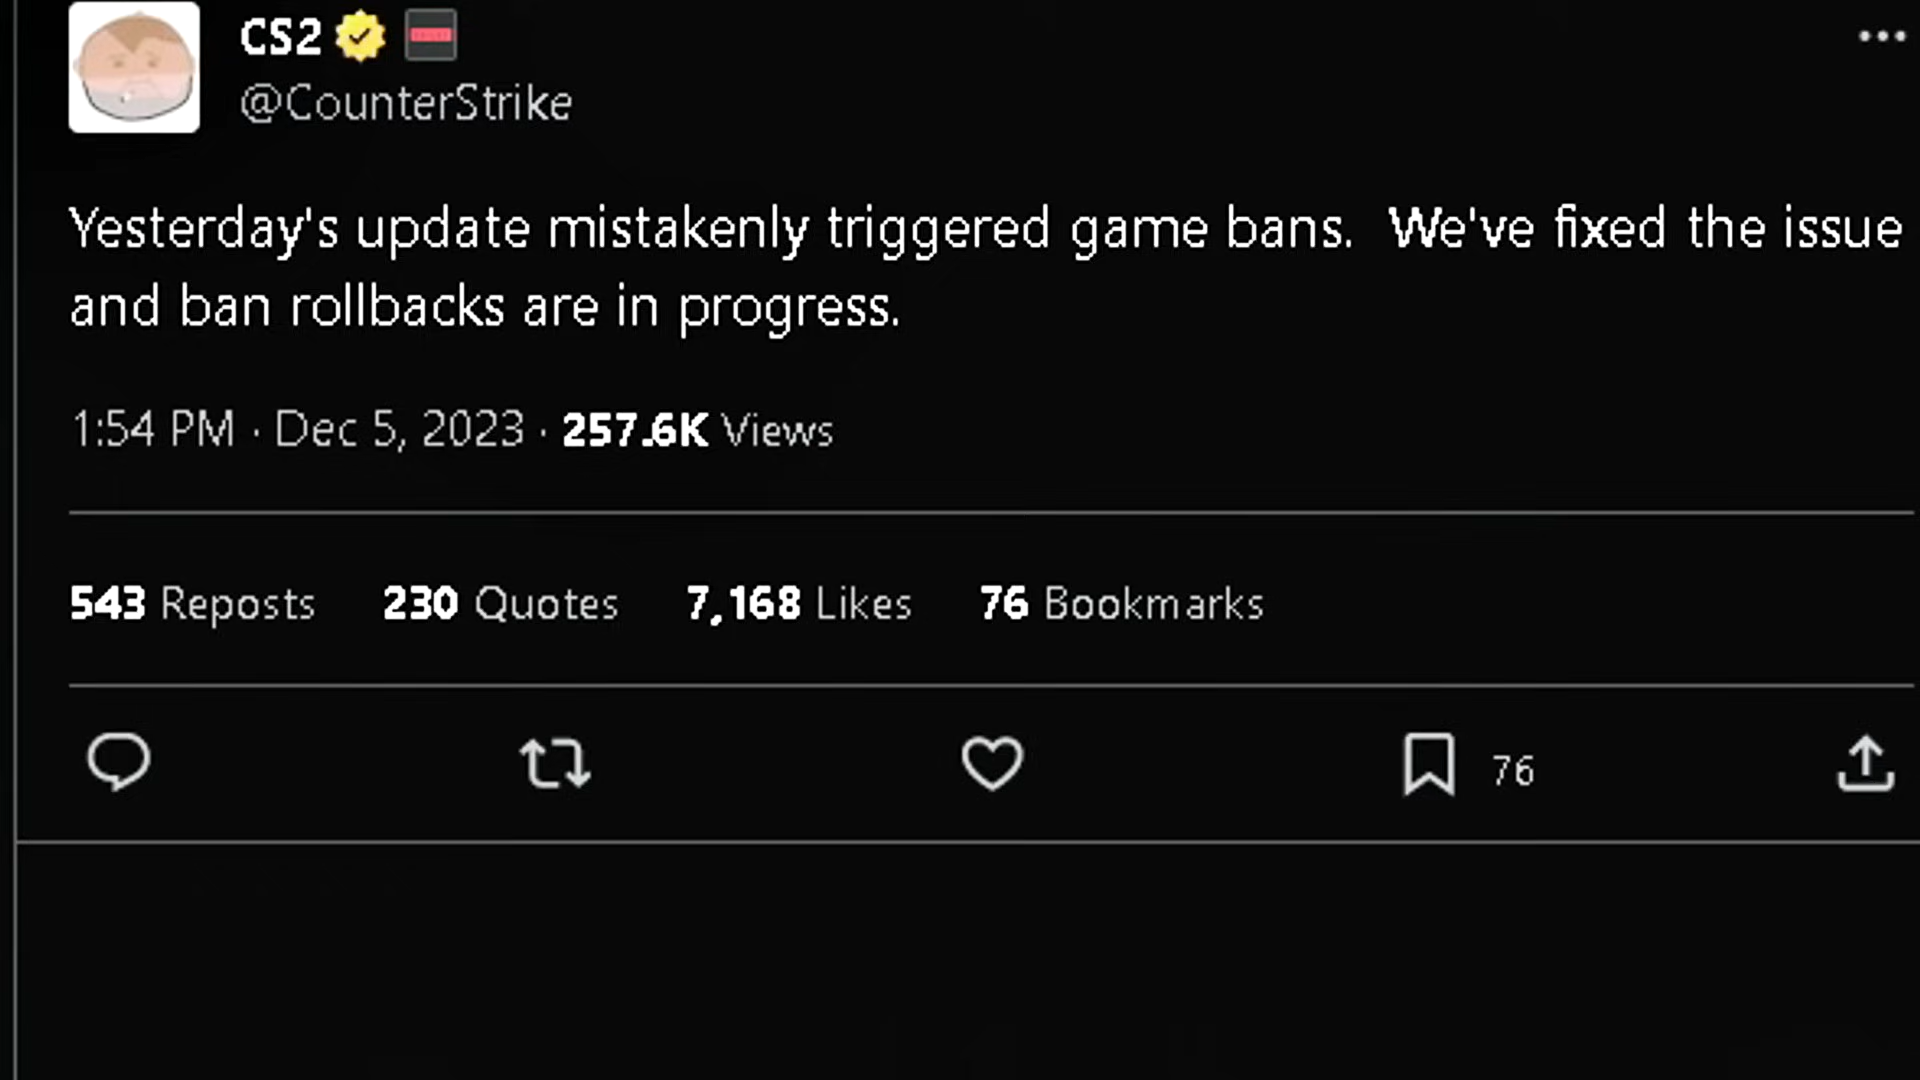 CS2
@CounterStrike
Yesterday's update mistakenly triggered game bans.  We've fixed the issue
and ban rollbacks are in progress.
1:54 PM · Dec 5, 2023 · 257.6K Views
543 Reposts 230 Quotes 7,168 Likes 76 Bookmarks
76